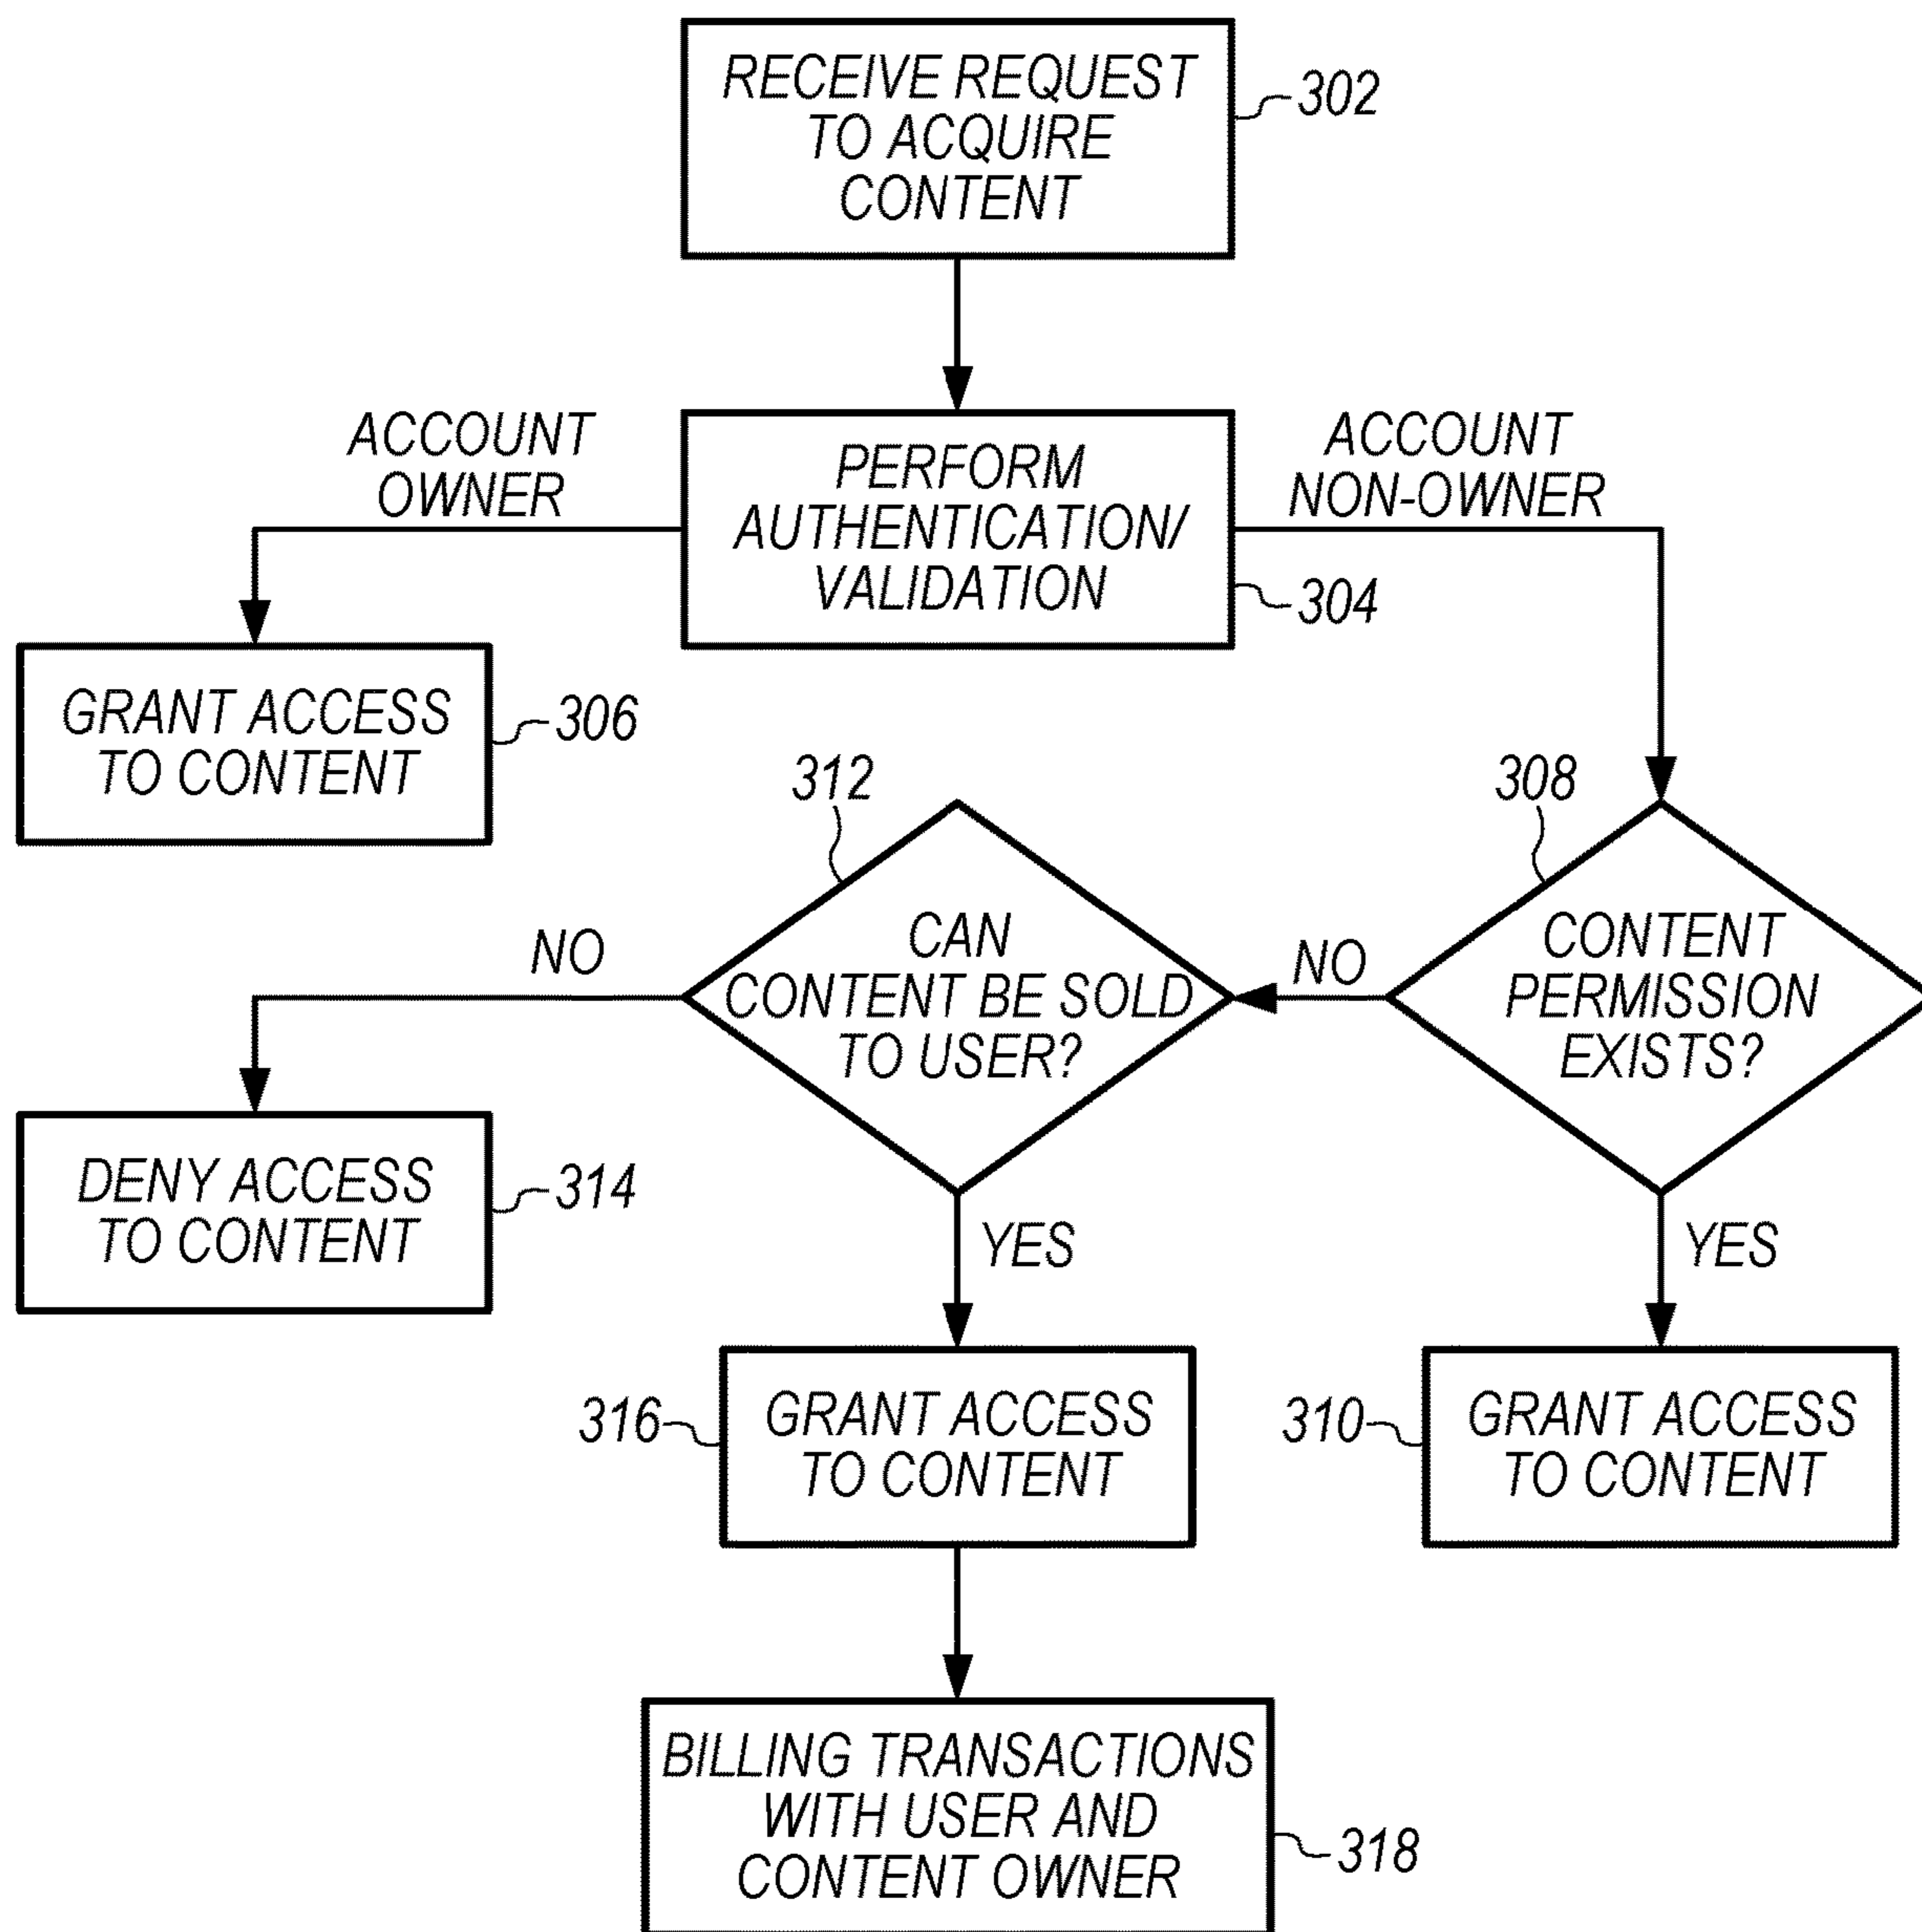 RECEIVE REQUEST
TO ACQUIRE
CONTENT
302
ACCOUNT
OWNER
PERFORM
AUTHENTICATION/
VALIDATION
304
ACCOUNT
NON-OWNER
GRANT ACCESS
TO CONTENT
306
312
308
CAN
CONTENT BE SOLD
TO USER?
NO
NO
CONTENT
PERMISSION
EXISTS?
DENY ACCESS
TO CONTENT
314
YES
YES
316
GRANT ACCESS
TO CONTENT
310
GRANT ACCESS
TO CONTENT
BILLING TRANSACTIONS
WITH USER AND
CONTENT OWNER
318